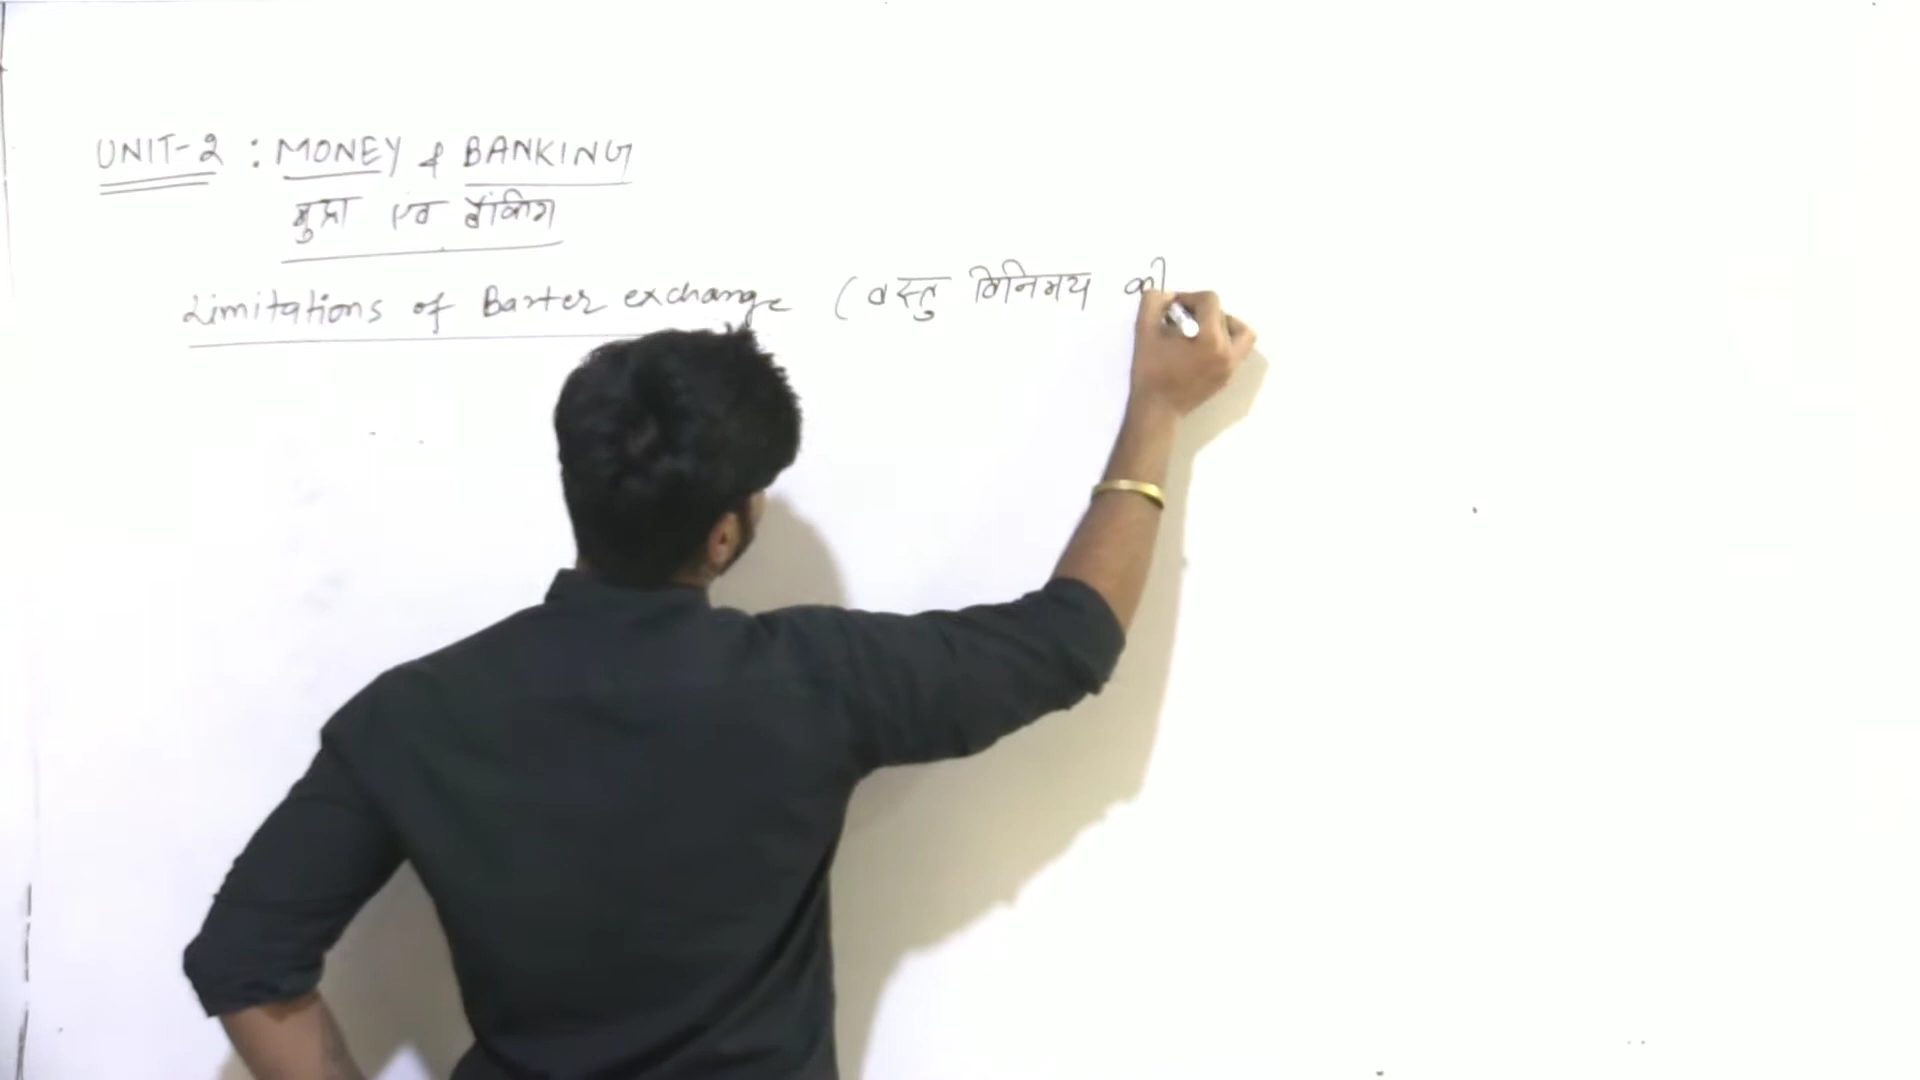 UNIT-2 : MONEY & BANKING
मुद्रा एवं बैंकिंग
Limitations of Barter exchange (वस्तु विनिमय की